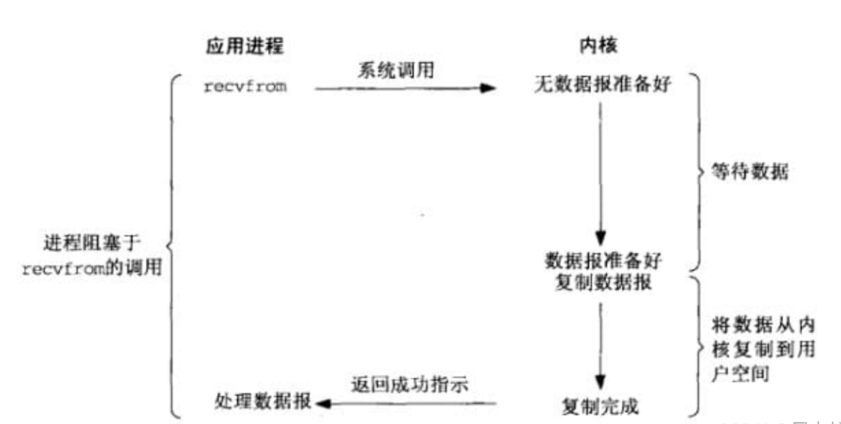 应用进程
内核
系统调用
recvfrom
无数据报准备好
等待数据
进程阻塞于
recvfrom的调用
数据报准备好
复制数据报
将数据从内
核复制到用
户空间
返回成功指示
处理数据报
复制完成